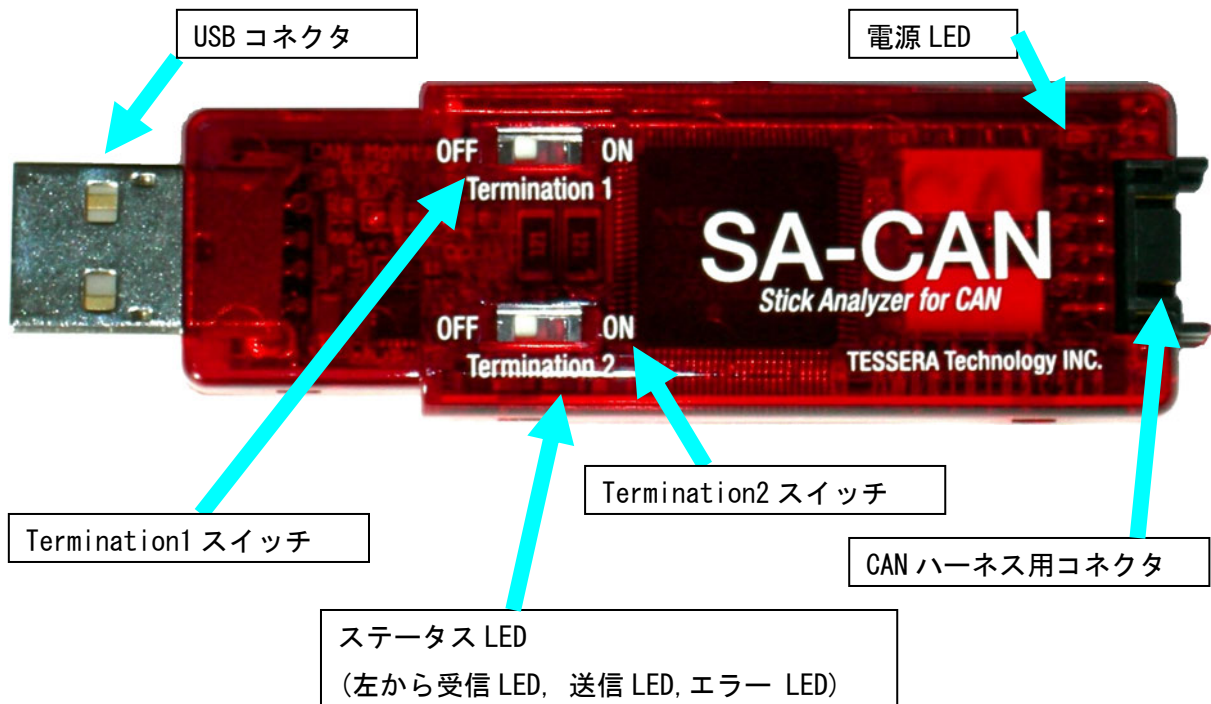 USB コネクタ
電源 LED
OFF ON
Termination 1
SA-CAN
Stick Analyzer for CAN
OFF ON
Termination 2
TESSERA Technology INC.
Termination2 スイッチ
Termination1 スイッチ
CAN ハーネス用コネクタ
ステータス LED
(左から受信 LED, 送信 LED, エラー LED)